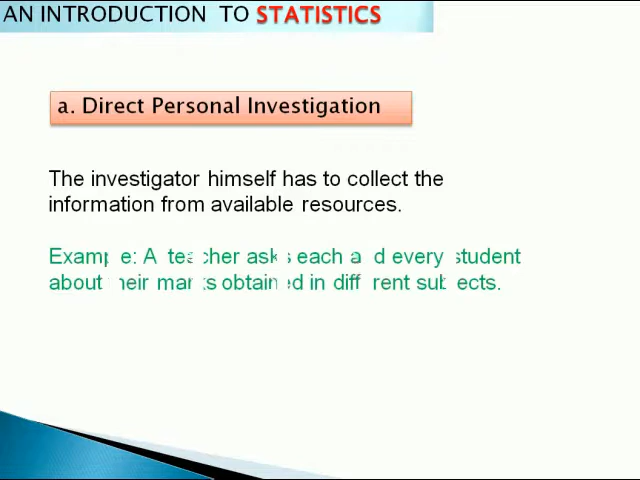 AN INTRODUCTION TO STATISTICS
a. Direct Personal Investigation
The investigator himself has to collect the
information from available resources.
Example: A teacher asks each and every student
about their marks obtained in different subjects.